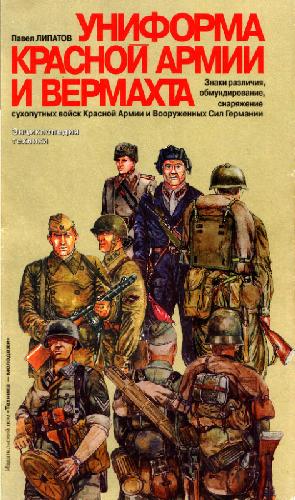 Павел ЛИПАТОВ
УНИФОРМА
КРАСНОЙ АРМИИ
И ВЕРМАХТА
Знаки различия,
обмундирование,
снаряжение
сухопутных войск Красной Армии и Вооруженных Сил Германии
Энциклопедия
техники
Издательский дом «Техника — молодежи»